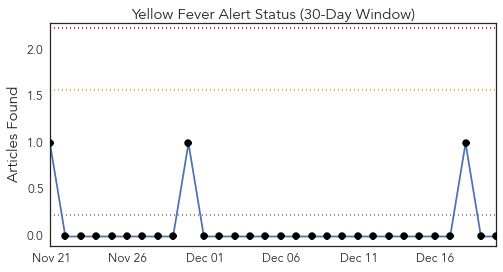 Yellow Fever Alert Status (30-Day Window)
Articles Found
2.0
1.5
1.0
0.5
0.0
Nov 21 Nov 26 Dec 01 Dec 06 Dec 11 Dec 16